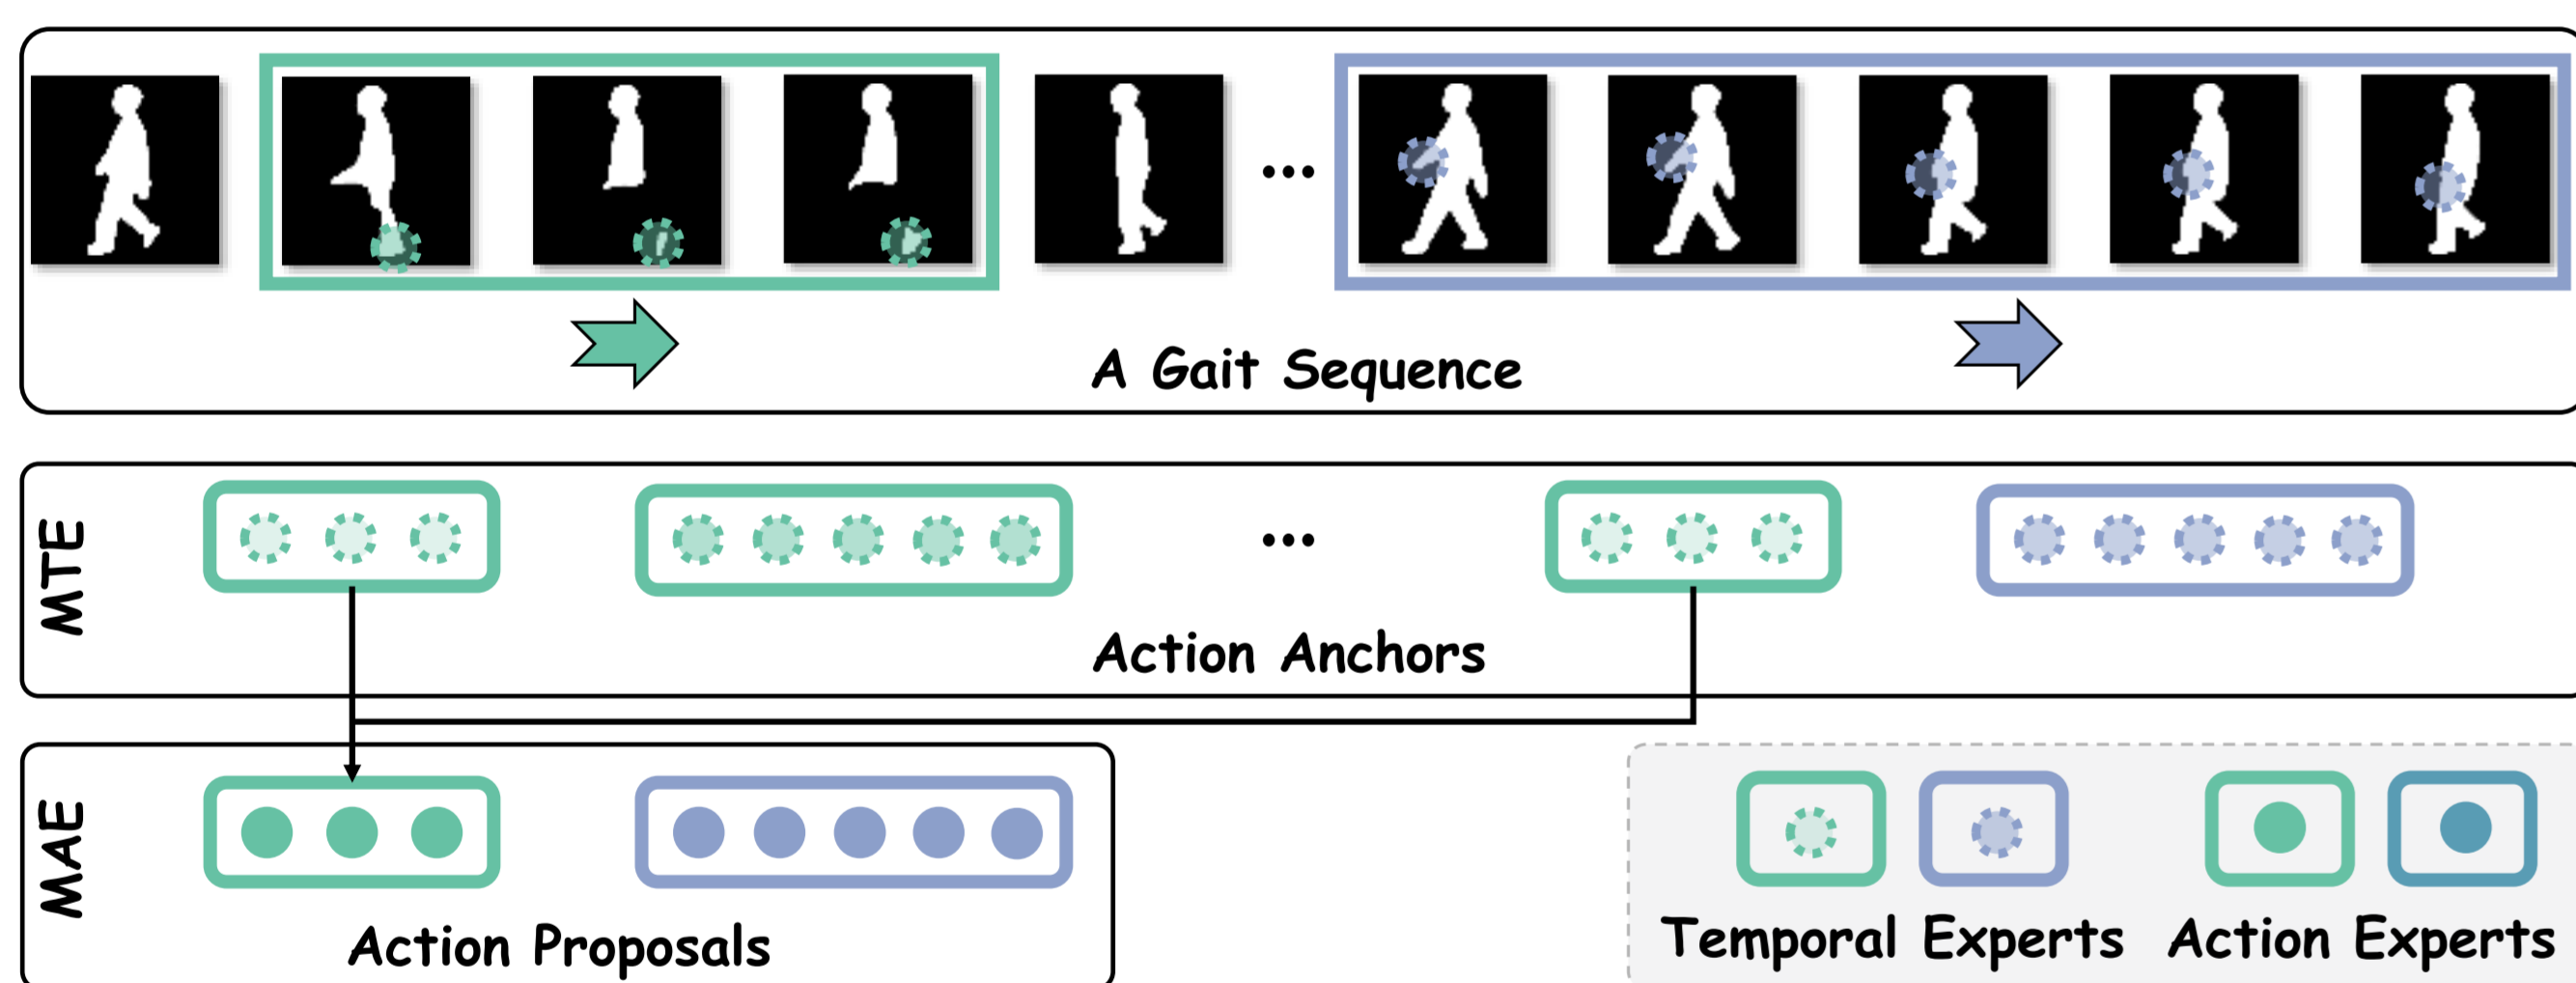 ...
A Gait Sequence
MTE
...
Action Anchors
MAE
Action Proposals
Temporal Experts
Action Experts